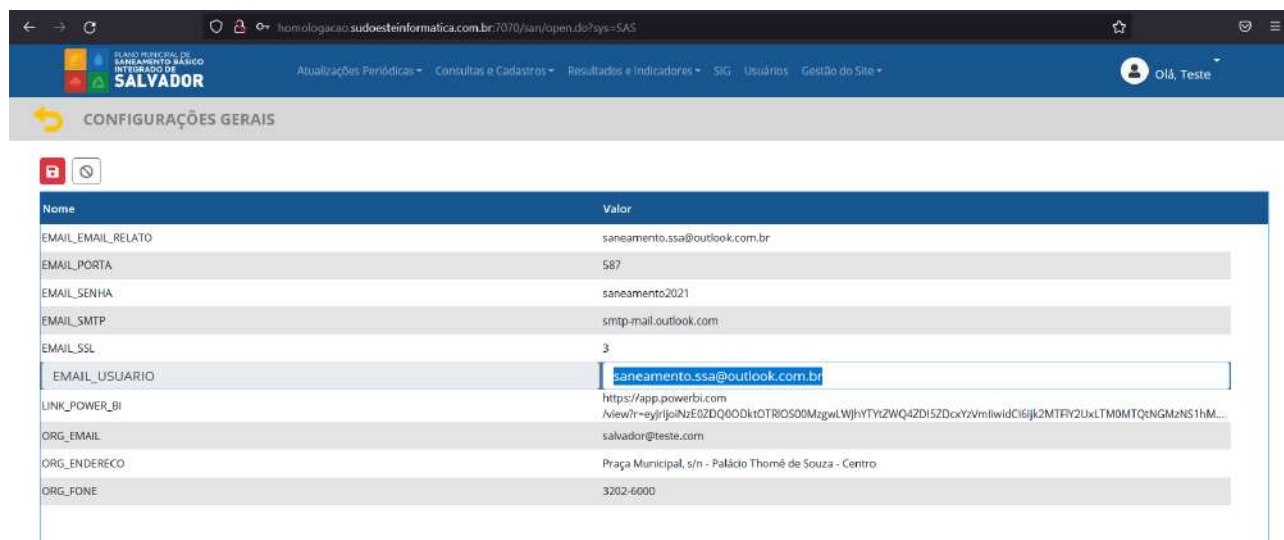 homologacao.sudoesteinformatica.com.br:7070/san/open.do?sys=SAS
PLANO MUNICIPAL DE
SANEAMENTO BÁSICO
INTEGRADO DE
SALVADOR
Atualizações Periódicas Consultas e Cadastros Resultados e Indicadores SIG Usuários Gestão do Site
Olá, Teste
CONFIGURAÇÕES GERAIS
Nome Valor
EMAIL_EMAIL_RELATO saneamento.ssa@outlook.com.br
EMAIL_PORTA 587
EMAIL_SENHA saneamento2021
EMAIL_SMTP smtp-mail.outlook.com
EMAIL_SSL 3
EMAIL_USUARIO saneamento.ssa@outlook.com.br
LINK_POWER_BI https://app.powerbi.com
ORG_EMAIL salvador@teste.com
ORG_ENDERECO Praça Municipal, s/n - Palácio Thomé de Souza - Centro
ORG_FONE 3202-6000